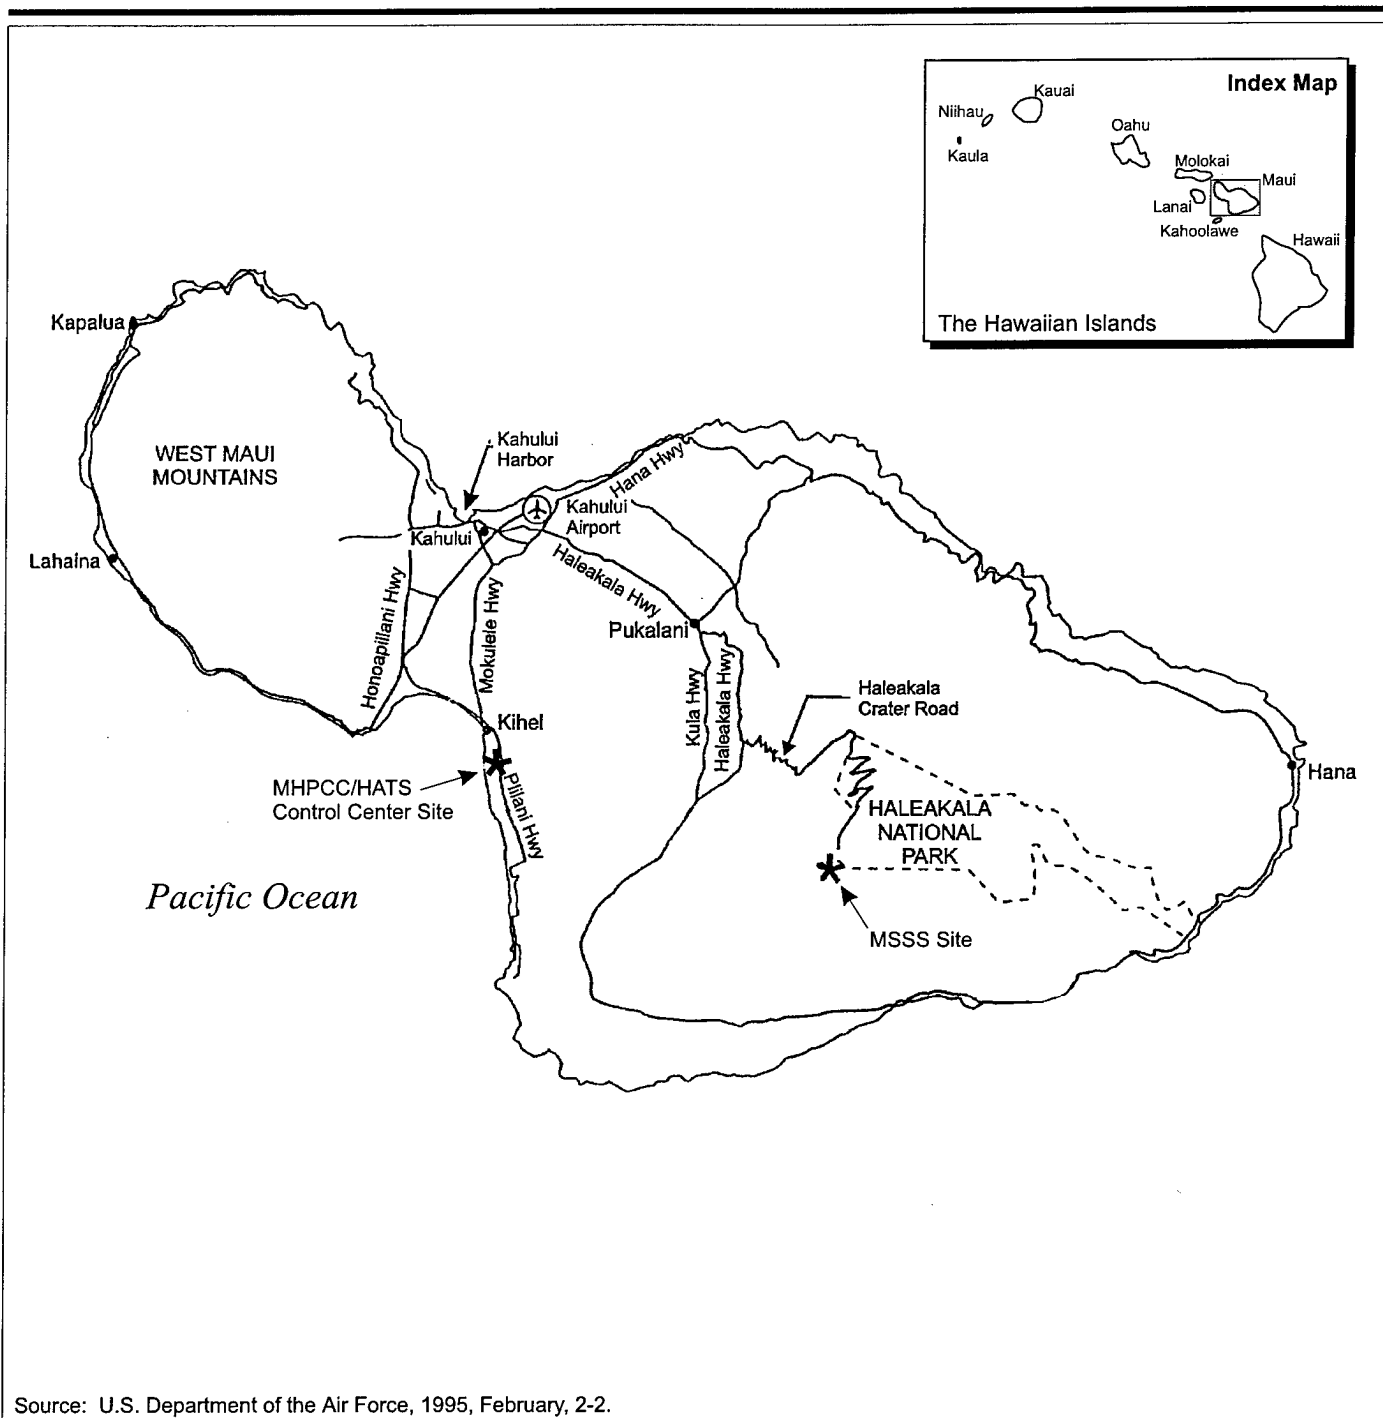 Index Map
Kauai
Niihau
Kaula
Oahu
Molokai
Maui
Lanai
Kahoolawe
Hawaii
The Hawaiian Islands
Kapalua
WEST MAUI
MOUNTAINS
Kahului
Harbor
Hana Hwy
Kahului
Airport
Kahului
Lahaina
Haleakala Hwy
Honoapiilani Hwy
Mokulele Hwy
Pukalani
Kula Hwy
Haleakala Hwy
Haleakala
Crater Road
Kihel
MHPCC/HATS
Control Center Site
Piilani Hwy
Hana
HALEAKALA
NATIONAL
PARK
Pacific Ocean
MSSS Site
Source: U.S. Department of the Air Force, 1995, February, 2-2.